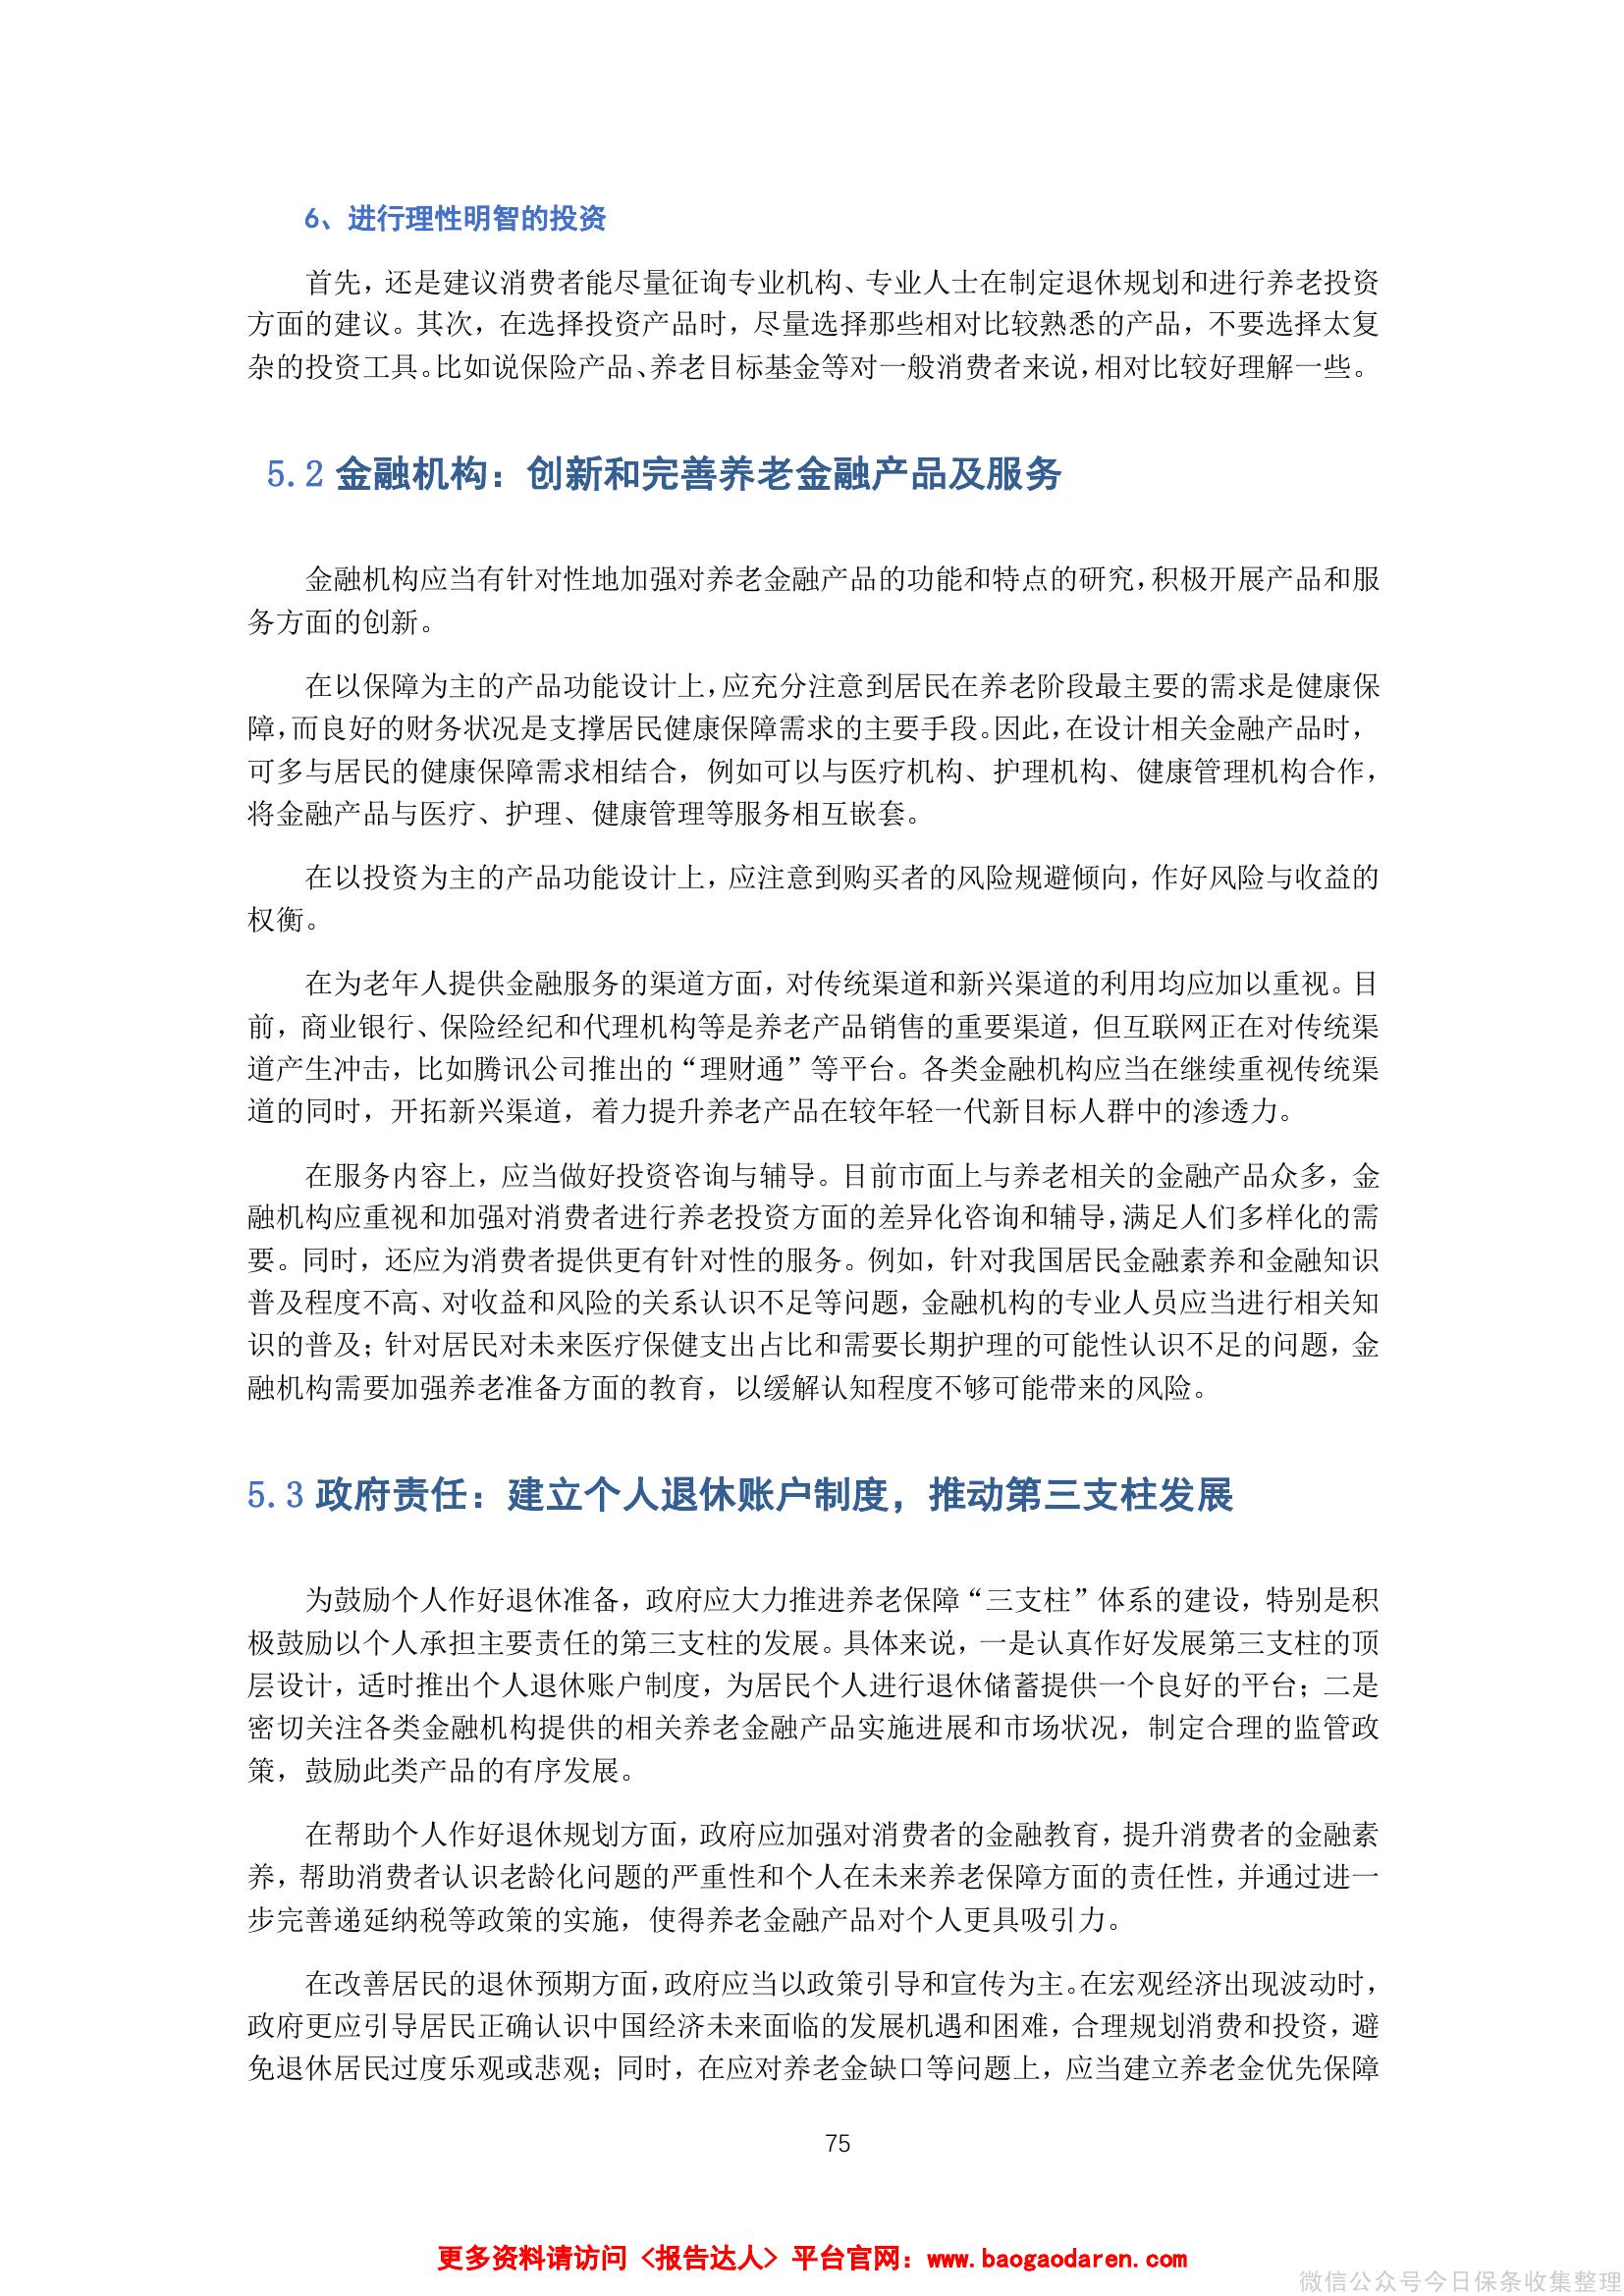 6、进行理性明智的投资
首先，还是建议消费者能尽量征询专业机构、专业人士在制定退休规划和进行养老投资
方面的建议。其次，在选择投资产品时，尽量选择那些相对比较熟悉的产品，不要选择太复
杂的投资工具。比如说保险产品、养老目标基金等对一般消费者来说，相对比较好理解一些。
5.2 金融机构：创新和完善养老金融产品及服务
金融机构应当有针对性地加强对养老金融产品的功能和特点的研究，积极开展产品和服
务方面的创新。
在以保障为主的产品功能设计上，应充分注意到居民在养老阶段最主要的需求是健康保
障，而良好的财务状况是支撑居民健康保障需求的主要手段。因此，在设计相关金融产品时，
可多与居民的健康保障需求相结合，例如可以与医疗机构、护理机构、健康管理机构合作，
将金融产品与医疗、护理、健康管理等服务相互嵌套。
在以投资为主的产品功能设计上，应注意到购买者的风险规避倾向，作好风险与收益的
权衡。
在为老年人提供金融服务的渠道方面，对传统渠道和新兴渠道的利用均应加以重视。目
前，商业银行、保险经纪和代理机构等是养老产品销售的重要渠道，但互联网正在对传统渠
道产生冲击，比如腾讯公司推出的“理财通”等平台。各类金融机构应当在继续重视传统渠
道的同时，开拓新兴渠道，着力提升养老产品在较年轻一代新目标人群中的渗透力。
在服务内容上，应当做好投资咨询与辅导。目前市面上与养老相关的金融产品众多，金
融机构应重视和加强对消费者进行养老投资方面的差异化咨询和辅导，满足人们多样化的需
要。同时，还应为消费者提供更有针对性的服务。例如，针对我国居民金融素养和金融知识
普及程度不高、对收益和风险的关系认识不足等问题，金融机构的专业人员应当进行相关知
识的普及；针对居民对未来医疗保健支出占比和需要长期护理的可能性认识不足的问题，金
融机构需要加强养老准备方面的教育，以缓解认知程度不够可能带来的风险。
5.3 政府责任：建立个人退休账户制度，推动第三支柱发展
为鼓励个人作好退休准备，政府应大力推进养老保障“三支柱”体系的建设，特别是积
极鼓励以个人承担主要责任的第三支柱的发展。具体来说，一是认真作好发展第三支柱的顶
层设计，适时推出个人退休账户制度，为居民个人进行退休储蓄提供一个良好的平台；二是
密切关注各类金融机构提供的相关养老金融产品实施进展和市场状况，制定合理的监管政
策，鼓励此类产品的有序发展。
在帮助个人作好退休规划方面，政府应加强对消费者的金融教育，提升消费者的金融素
养，帮助消费者认识老龄化问题的严重性和个人在未来养老保障方面的责任性，并通过进一
步完善递延纳税等政策的实施，使得养老金融产品对个人更具吸引力。
在改善居民的退休预期方面，政府应当以政策引导和宣传为主。在宏观经济出现波动时，
政府更应引导居民正确认识中国经济未来面临的发展机遇和困难，合理规划消费和投资，避
免退休居民过度乐观或悲观；同时，在应对养老金缺口等问题上，应当建立养老金优先保障
75
更多资料请访问《报告达人》平台官网：www.baogaodaren.com
微信公众号今日保条收集整理